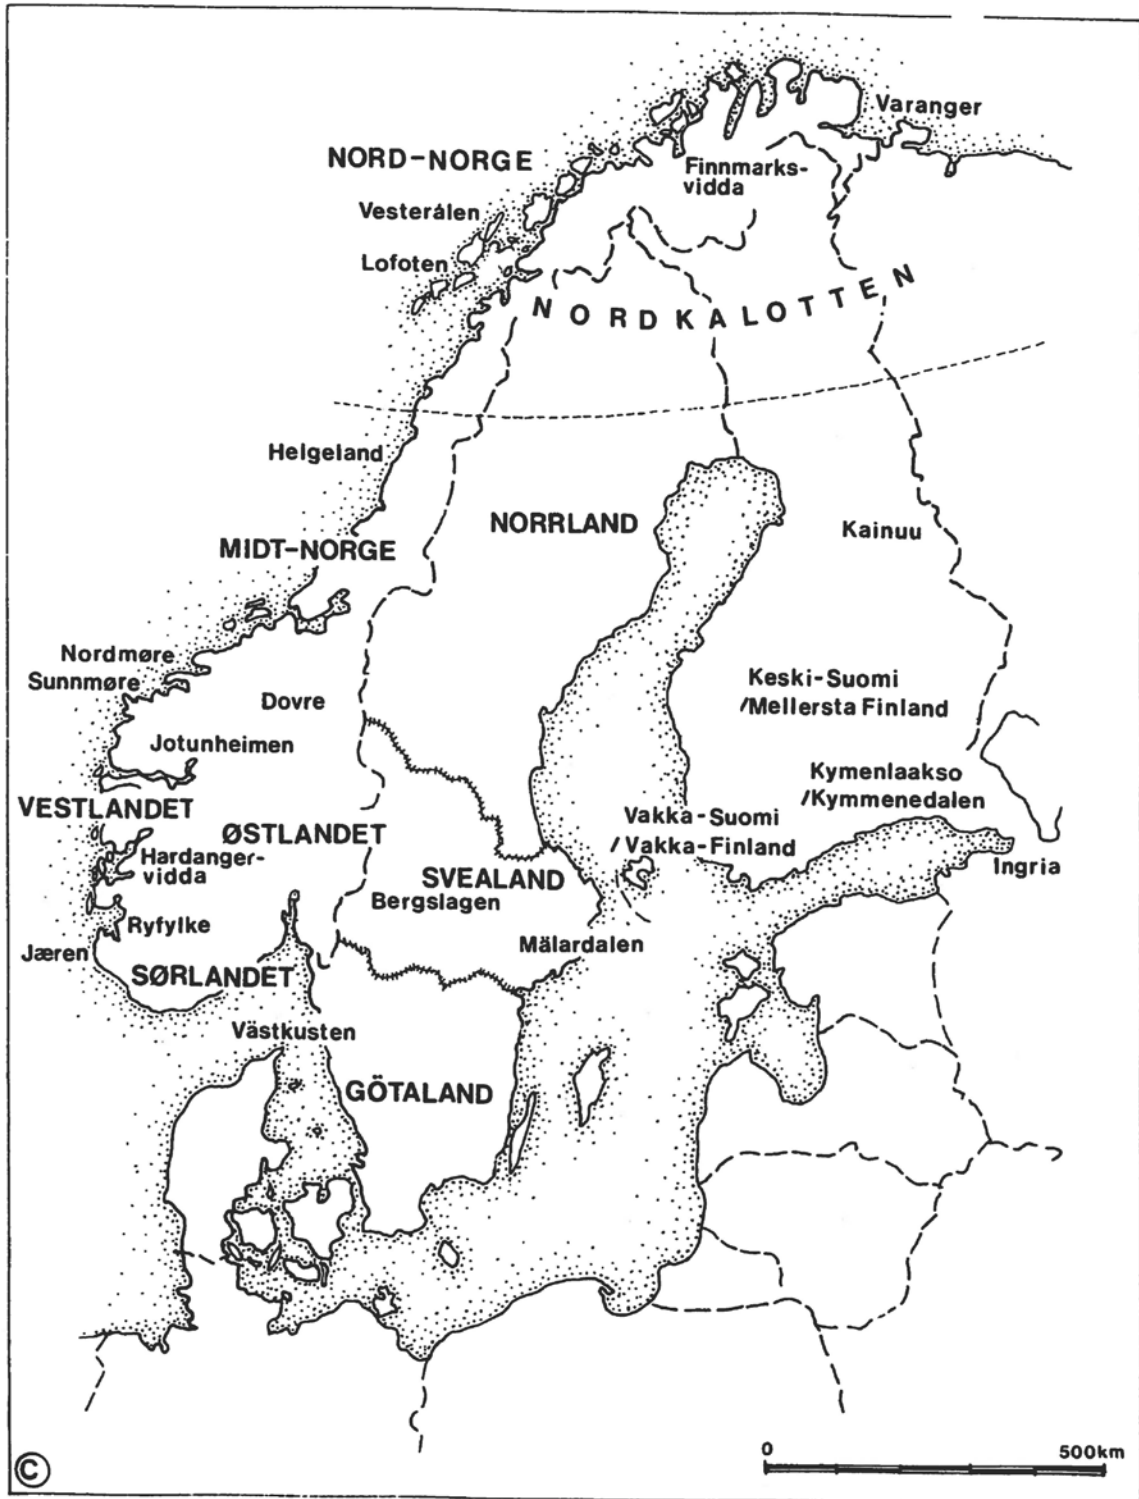 Varanger
NORD-NORGE
Finnmarks-
vidda
Vesterålen
Lofoten
NORDKALOTTEN
Helgeland
NORRLAND
Kainuu
MIDT-NORGE
Nordmøre
Sunnmøre
Keski-Suomi
/Mellersta Finland
Dovre
Jotunheimen
Kymenlaakso
/Kymmenedalen
VESTLANDET
Vakka-Suomi
/Vakka-Finland
ØSTLANDET
Hardanger-
vidda
Ingria
SVEALAND
Bergslagen
Ryfylke
Jæren
Mälardalen
SØRLANDET
Västkusten
GÖTALAND
0 500km
C